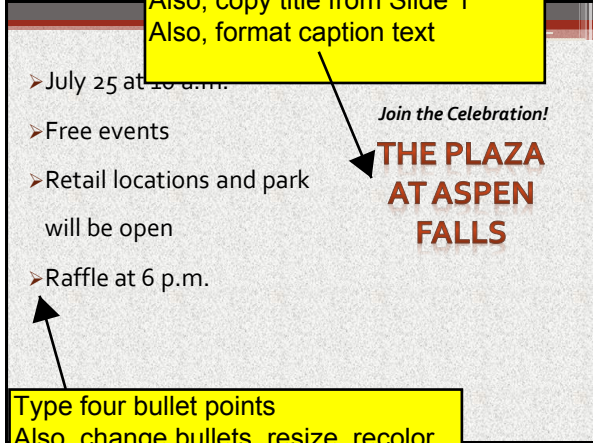 Also, copy title from Slide 1
Also, format caption text
➢July 25 at 10 a.m.
➢Free events
➢Retail locations and park
will be open
➢Raffle at 6 p.m.
Join the Celebration!
THE PLAZA
AT ASPEN
FALLS
Type four bullet points
Also, change bullets, resize, recolor